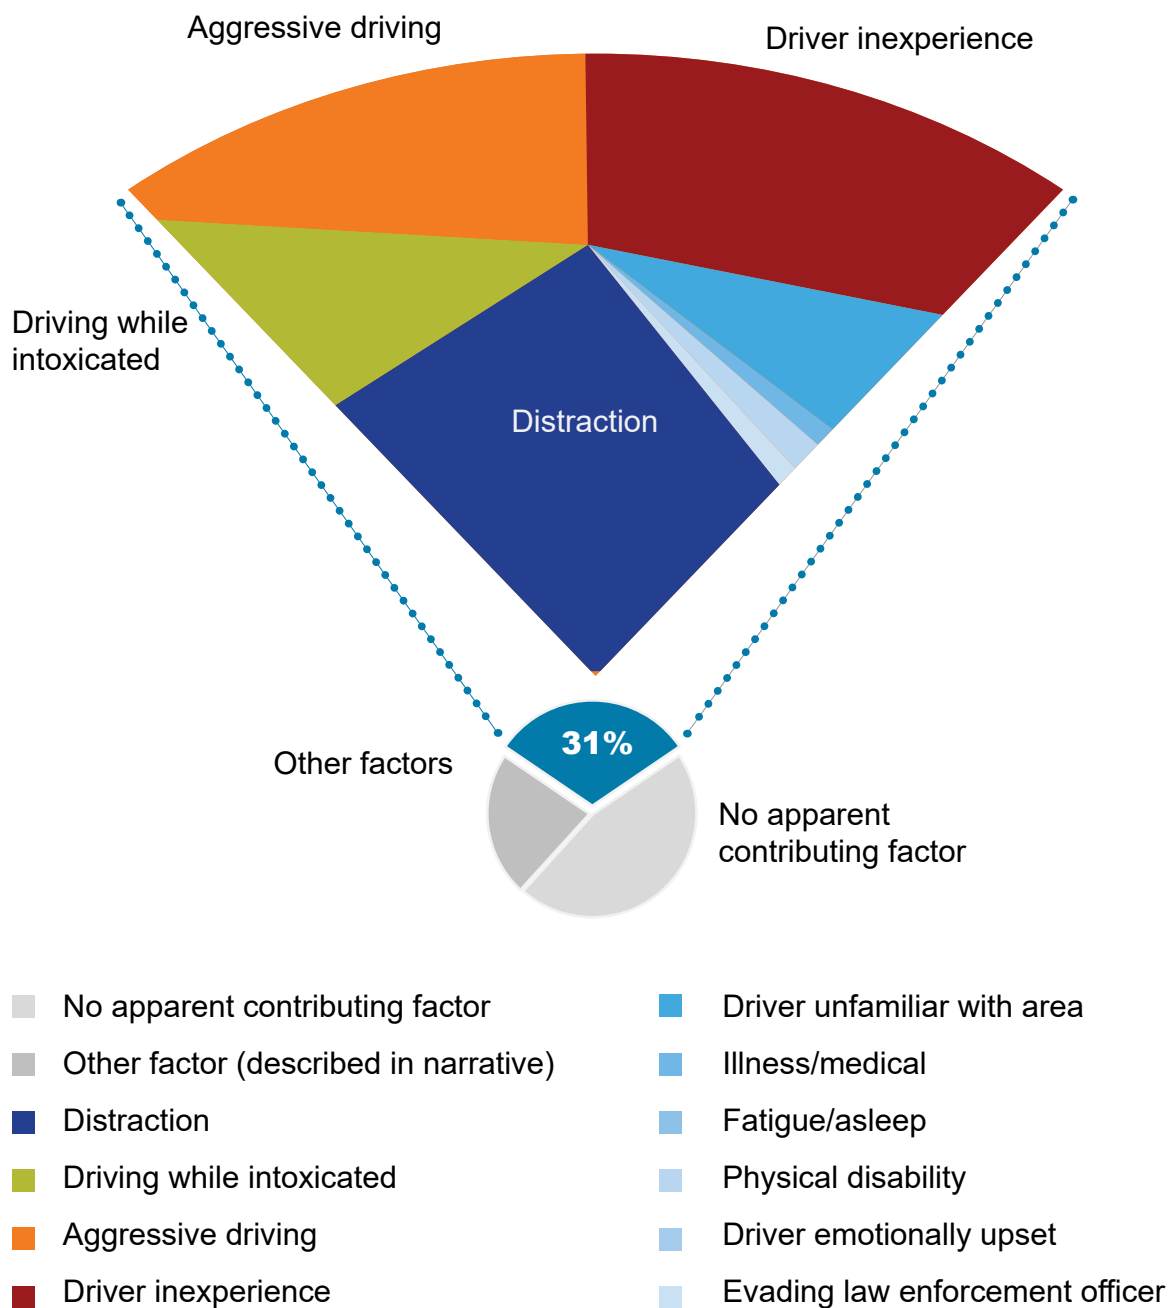 Aggressive driving
Driver inexperience
Driving while
intoxicated
Distraction
31%
Other factors
No apparent
contributing factor
No apparent contributing factor
Other factor (described in narrative)
Distraction
Driving while intoxicated
Aggressive driving
Driver inexperience
Driver unfamiliar with area
Illness/medical
Fatigue/asleep
Physical disability
Driver emotionally upset
Evading law enforcement officer